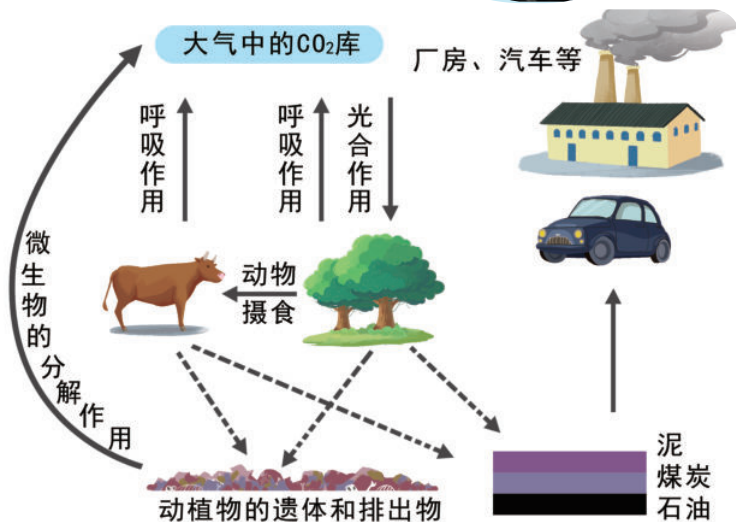 大气中的CO₂库
厂房、汽车等
呼吸作用
呼吸作用
光合作用
微生物的分解作用
动物
摄食
泥
煤炭
石油
动植物的遗体和排出物